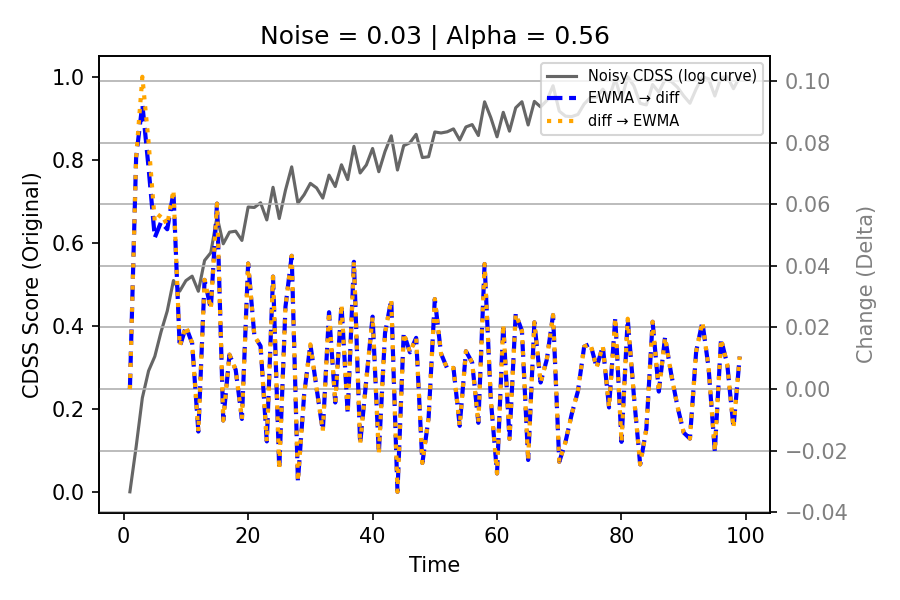 Noise = 0.03 | Alpha = 0.56
Noisy CDSS (log curve)
EWMA → diff
diff → EWMA
CDSS Score (Original)
1.0
0.8
0.6
0.4
0.2
0.0
0.10
0.08
0.06
0.04
0.02
0.00
−0.02
−0.04
Change (Delta)
0 20 40 60 80 100
Time